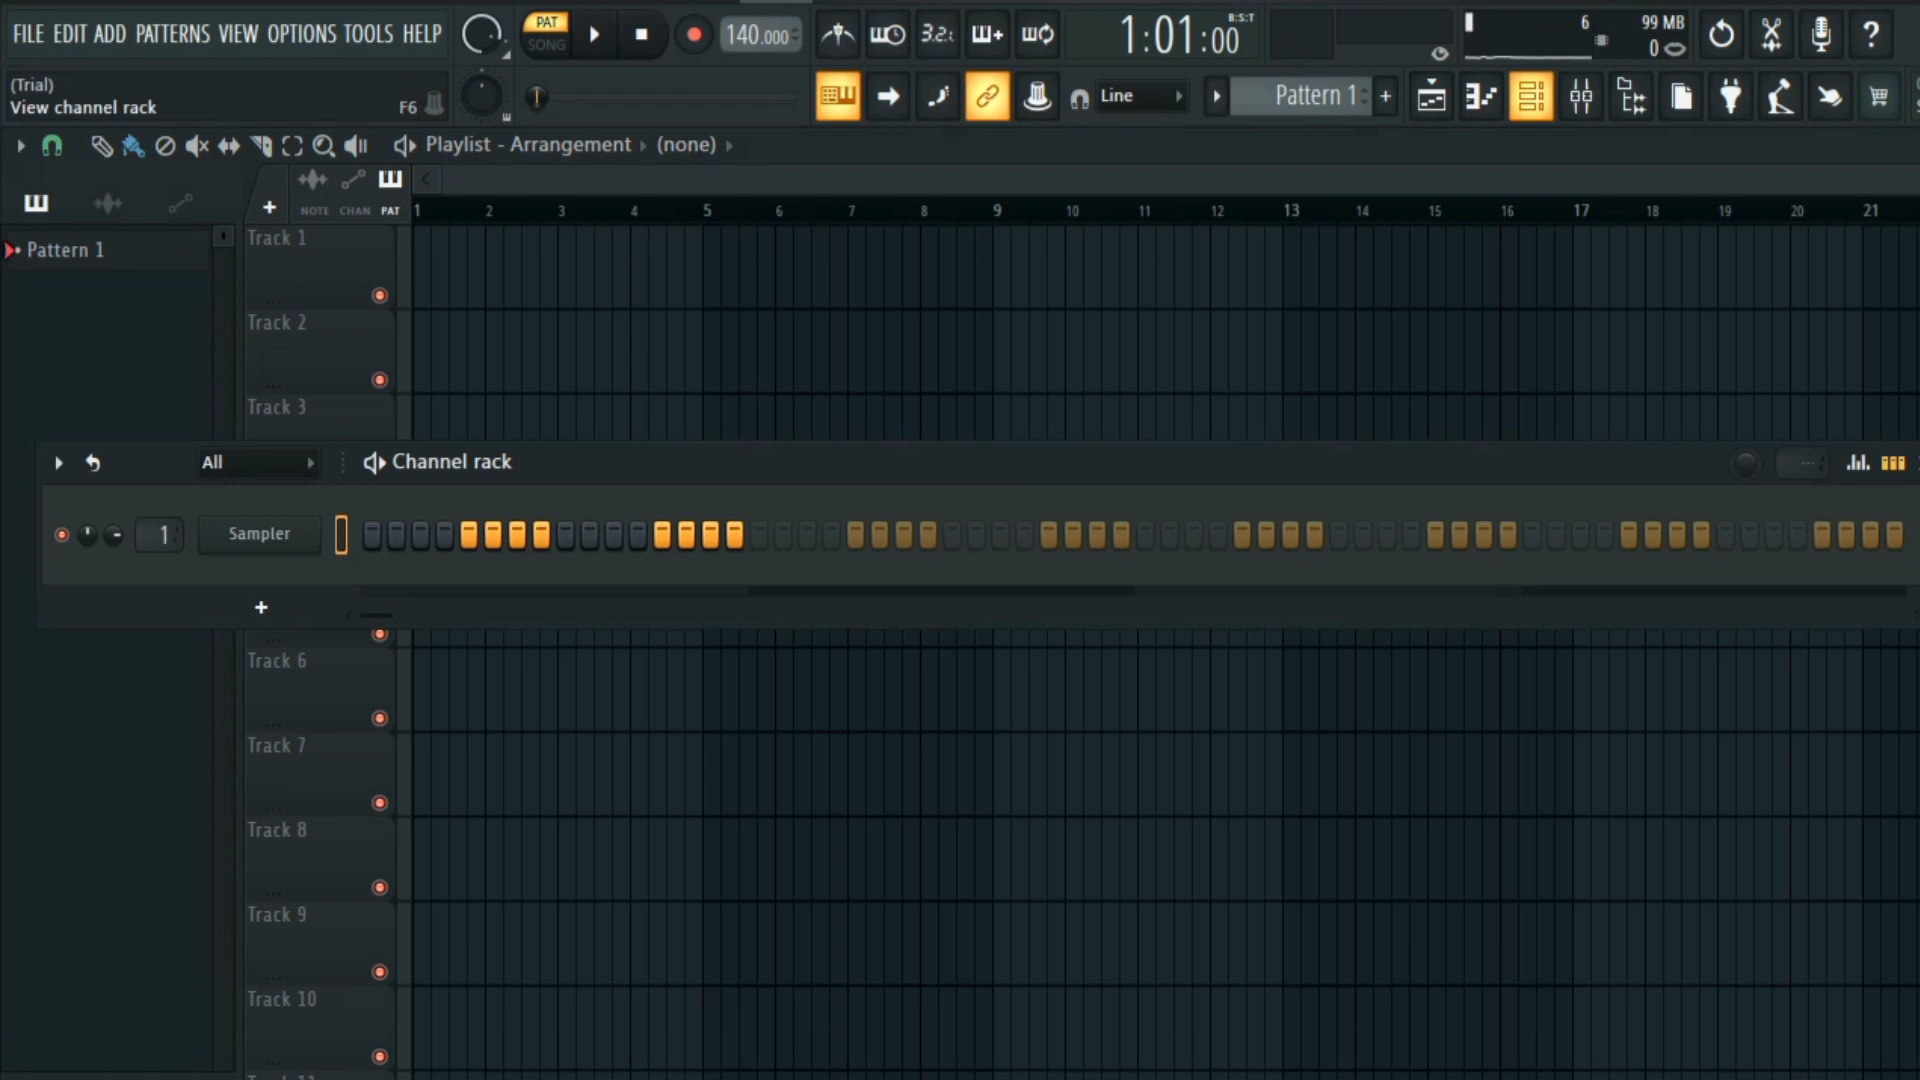 FILE EDIT ADD PATTERNS VIEW OPTIONS TOOLS HELP
PAT
SONG
140.000
3.2
1:01:00
B:S:T
6
99 MB
0
?
(Trial)
View channel rack
F6
Line
Pattern 1
+
Playlist - Arrangement
(none)
+
NOTE CHAN PAT
1 2 3 4 5 6 7 8 9 10 11 12 13 14 15 16 17 18 19 20 21
Pattern 1
Track 1
Track 2
Track 3
All
Channel rack
1
Sampler
+
Track 6
Track 7
Track 8
Track 9
Track 10